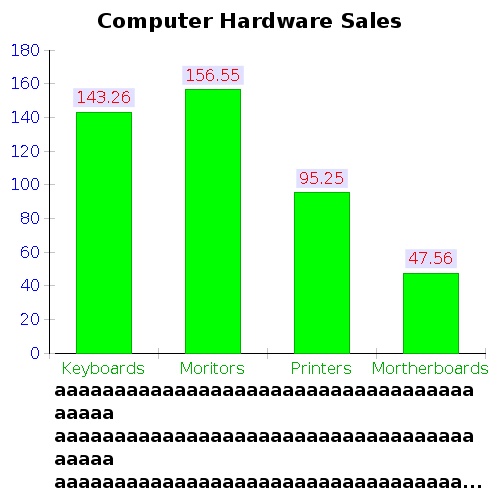 Computer Hardware Sales
180
160
140
120
100
80
60
40
20
0
143.26
156.55
95.25
47.56
Keyboards Moritors Printers Mortherboards
aaaaaaaaaaaaaaaaaaaaaaaaaaaaaaaaaaa
aaaaa
aaaaaaaaaaaaaaaaaaaaaaaaaaaaaaaaaaa
aaaaa
aaaaaaaaaaaaaaaaaaaaaaaaaaaaaaaaaa...